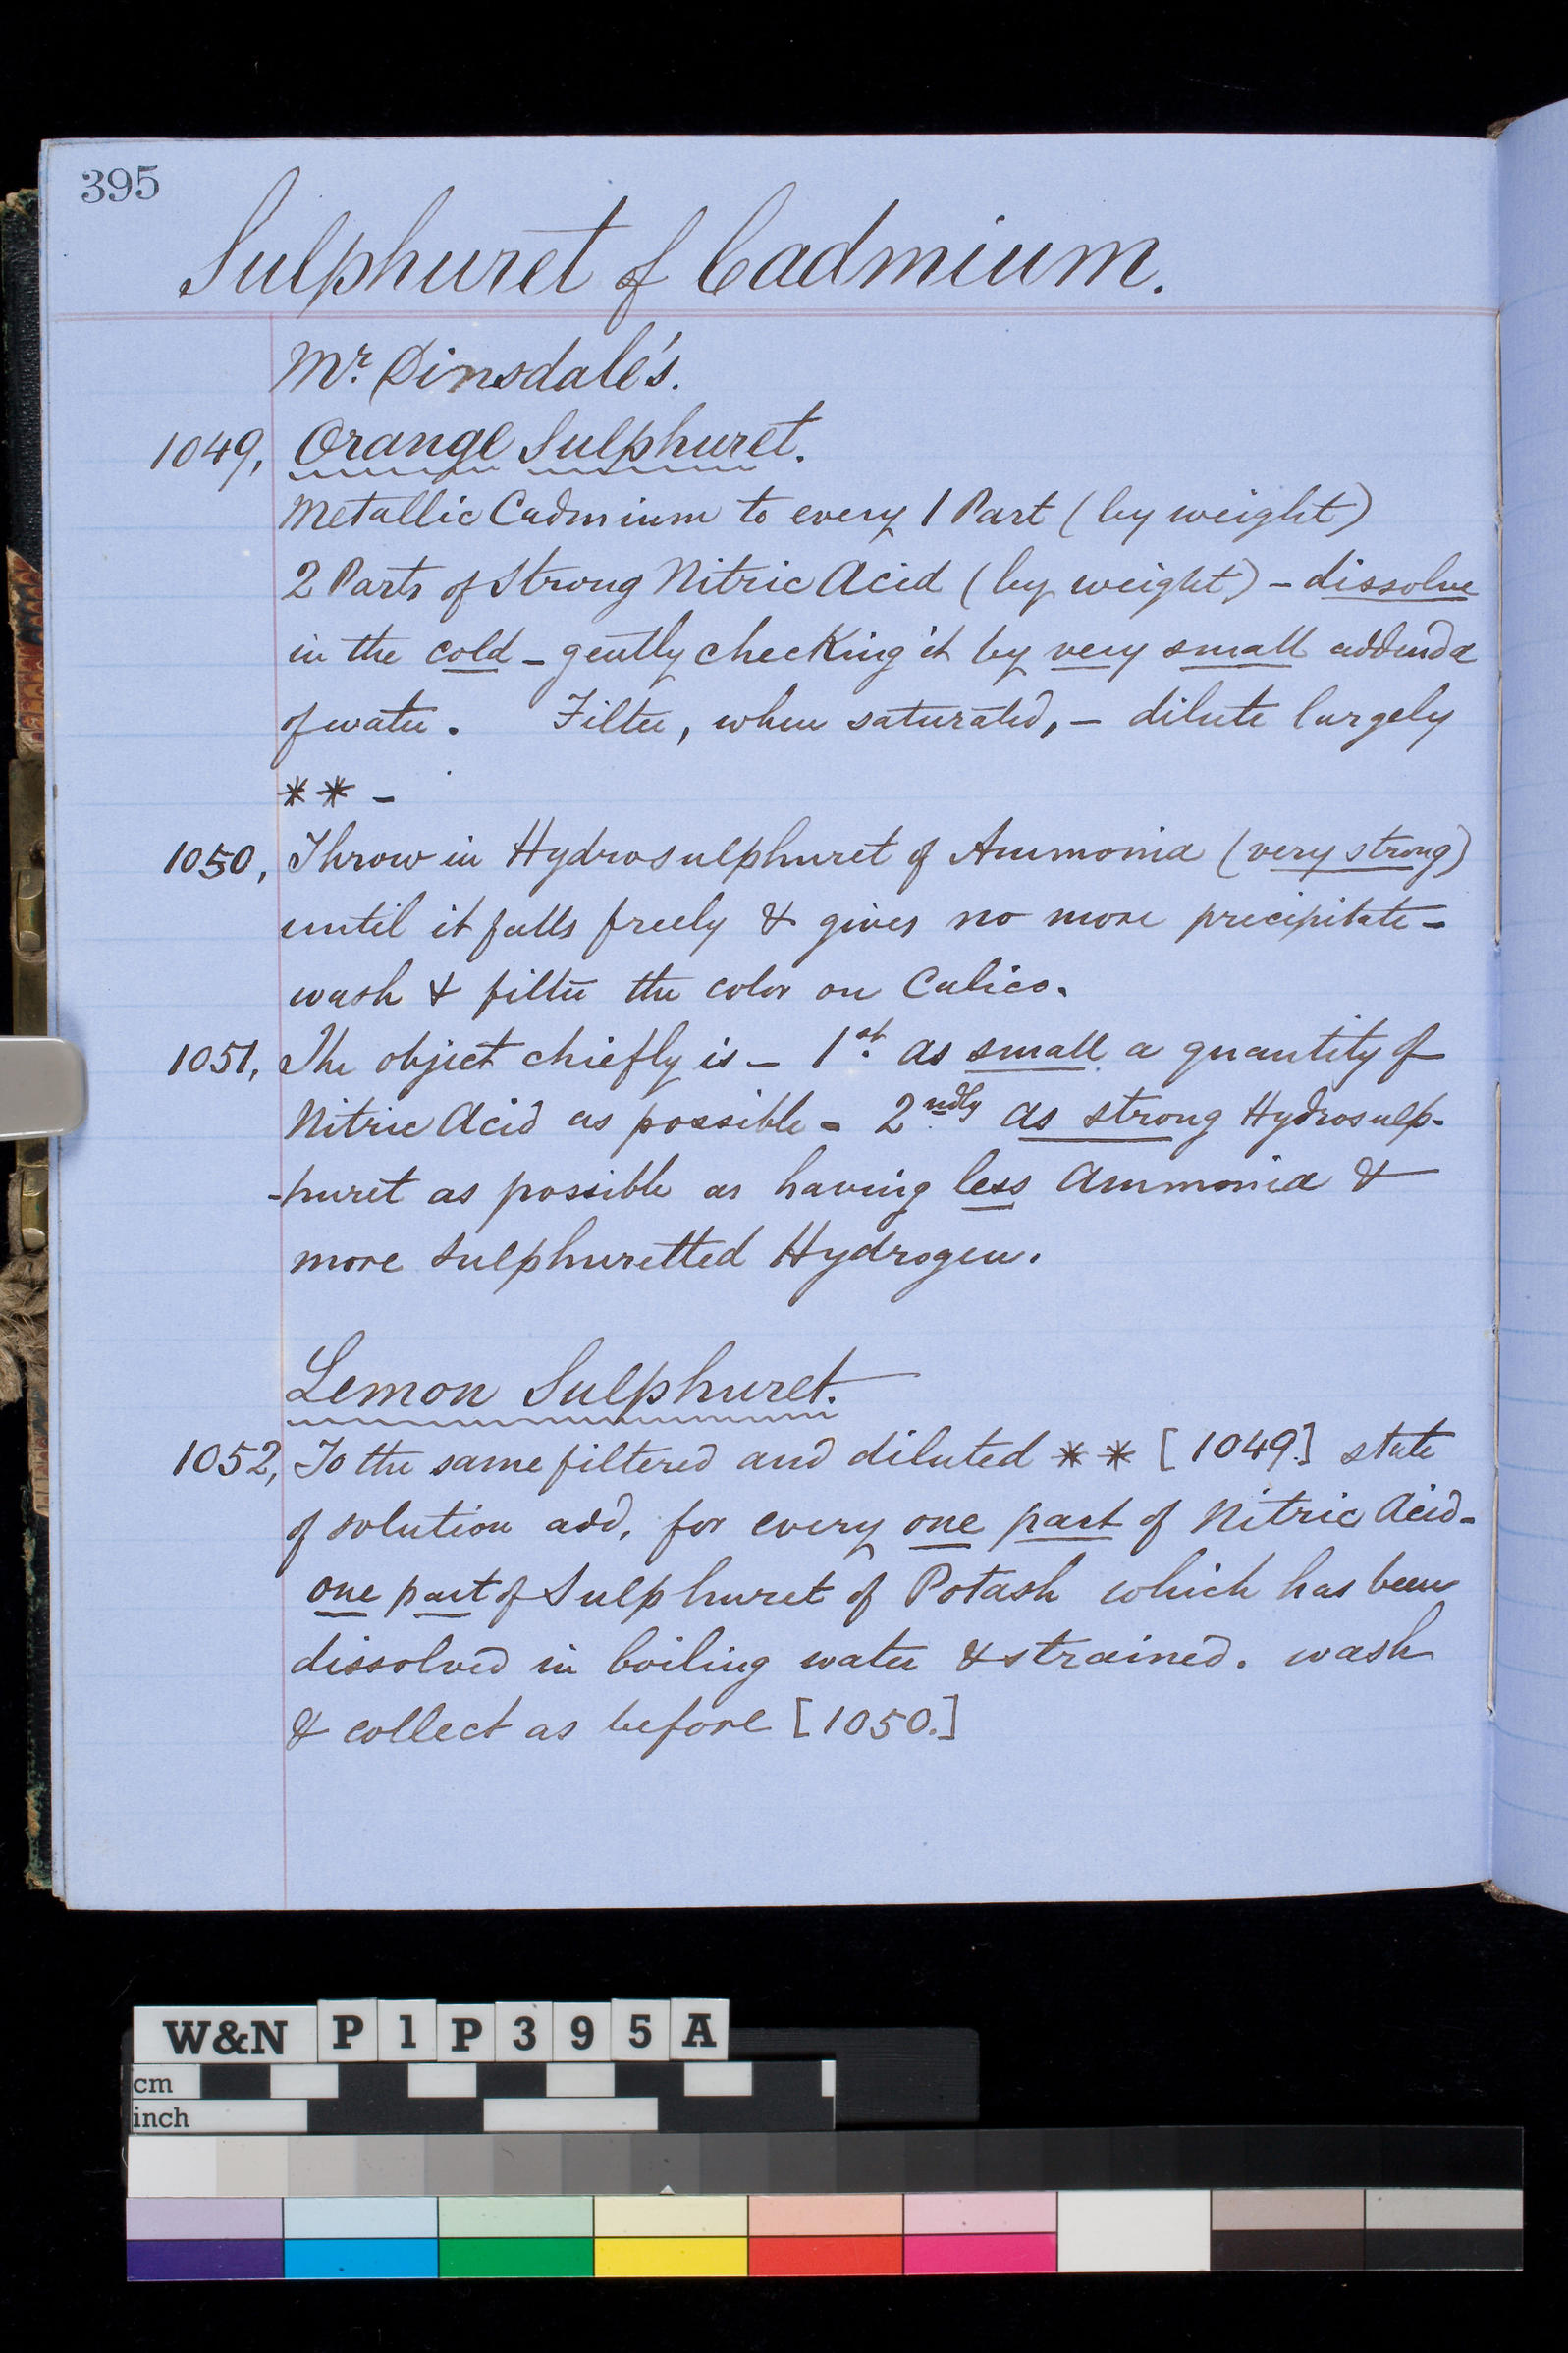 395
Sulphuret of Cadmium.
Mr. Dinsdale's.
1049, Orange Sulphuret.
Metallic Cadmium to every 1 Part (by weight)
2 Parts of Strong Nitric Acid (by weight) - dissolve
in the cold - gently checking it by very small addenda
of water. Filter, when saturated, - dilute largely
** -
1050, Throw in Hydrosulphuret of Ammonia (very strong)
until it falls freely & gives no more precipitate -
wash & filter the color on Calico.
1051, The object chiefly is - 1st. as small a quantity of
Nitric Acid as possible - 2ndly as strong Hydrosulp-
-huret as possible as having less Ammonia &
more sulphuretted Hydrogen.
Lemon Sulphuret.
1052, To the same filtered and diluted ** [1049.] state
of solution add, for every one part of Nitric Acid -
one part of Sulphuret of Potash which has been
dissolved in boiling water & strained. wash
& collect as before [1050.]
W&N P1P395A
cm
inch